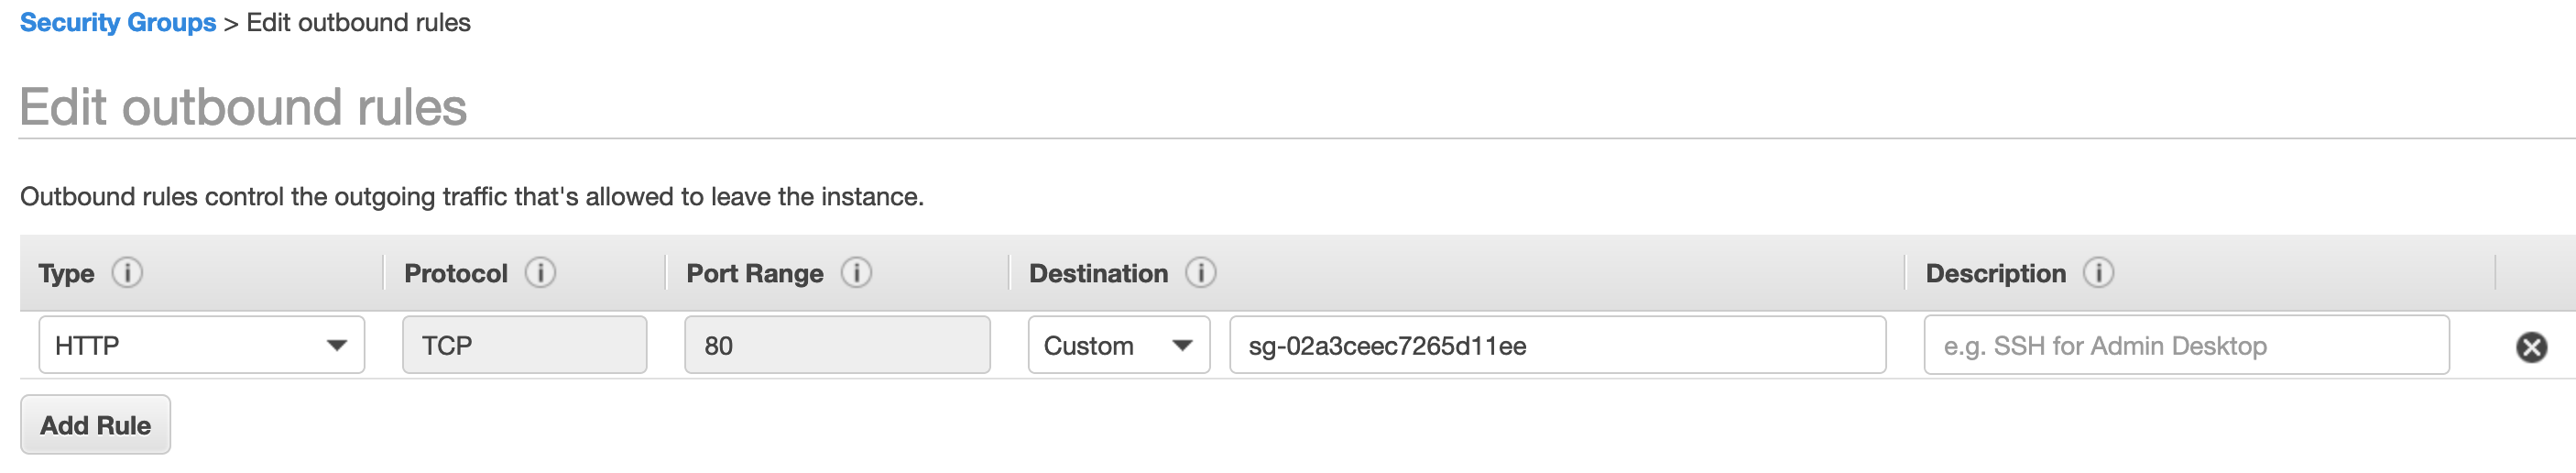 Security Groups > Edit outbound rules
Edit outbound rules
Outbound rules control the outgoing traffic that's allowed to leave the instance.
Type i Protocol i Port Range i Destination i Description i
HTTP TCP 80 Custom sg-02a3ceec7265d11ee e.g. SSH for Admin Desktop
Add Rule